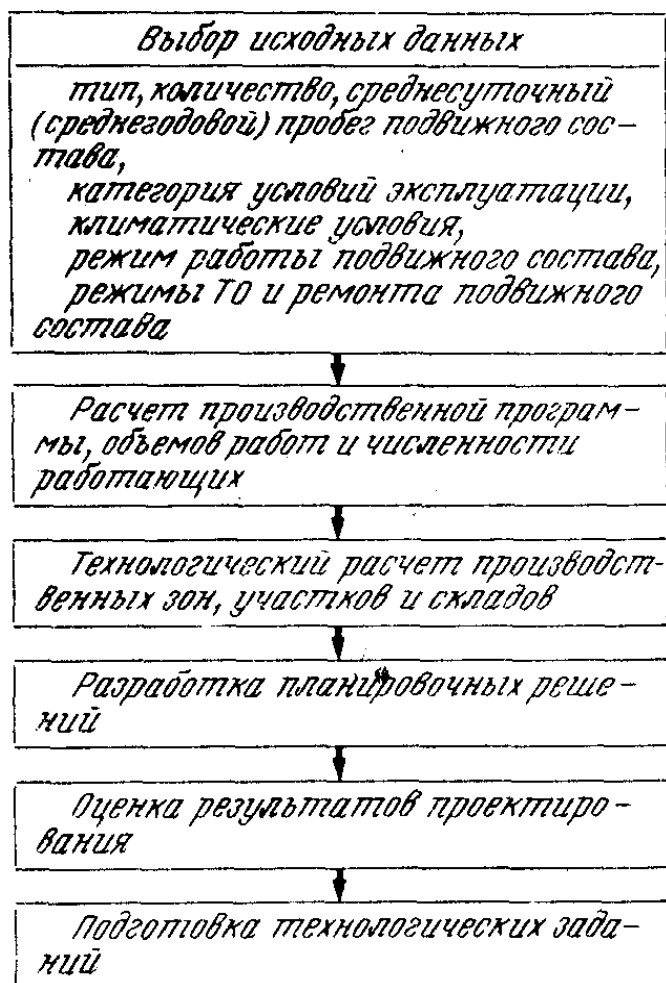 Выбор исходных данных
тип, количество, среднесуточный
(среднегодовой) пробег подвижного сос-
тава,
категория условий эксплуатации,
климатические условия,
режим работы подвижного состава,
режимы ТО и ремонта подвижного
состава
Расчет производственной програм-
мы, объемов работ и численности
работающих
Технологический расчет производст-
венных зон, участков и складов
Разработка планировочных реше-
ний
Оценка результатов проектиро-
вания
Подготовка технологических зада-
ний